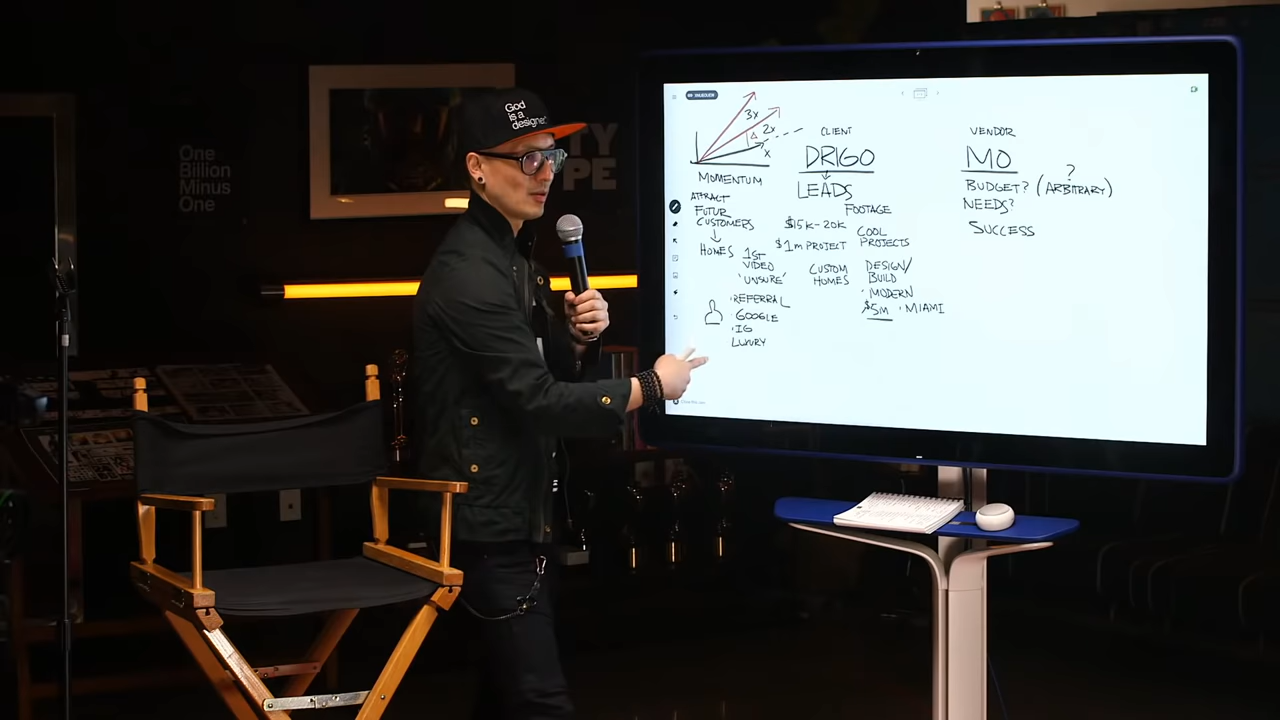 God
is a
designer
One
Billion
Minus
One
TY
PE
3x
2x
Δ
x
MOMENTUM
ATTRACT
FUTUR
CUSTOMERS
HOMES
1ST
VIDEO
'UNSURE'
· REFERRAL
· GOOGLE
· IG
LUXURY
CLIENT
DRIGO
LEADS
FOOTAGE
$15K-20K
COOL
PROJECTS
$1m PROJECT
CUSTOM
HOMES
DESIGN/
BUILD
· MODERN
$5M · MIAMI
VENDOR
MO
?
BUDGET? (ARBITRARY)
NEEDS?
SUCCESS